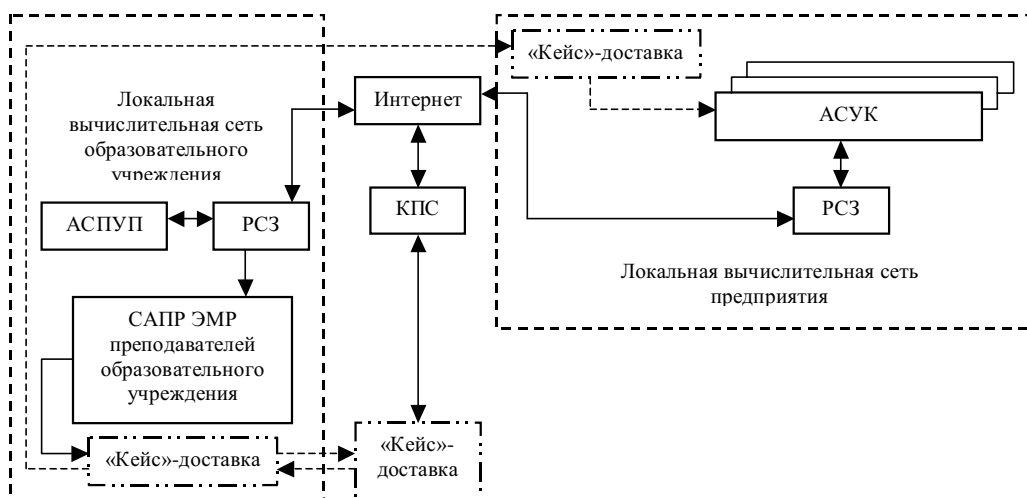 «Кейс»-доставка
Локальная
вычислительная сеть
образовательного
учреждения
Интернет
АСУК
АСПУП
РСЗ
КПС
РСЗ
Локальная вычислительная сеть
предприятия
САПР ЭМР
преподавателей
образовательного
учреждения
«Кейс»-доставка
«Кейс»-
доставка